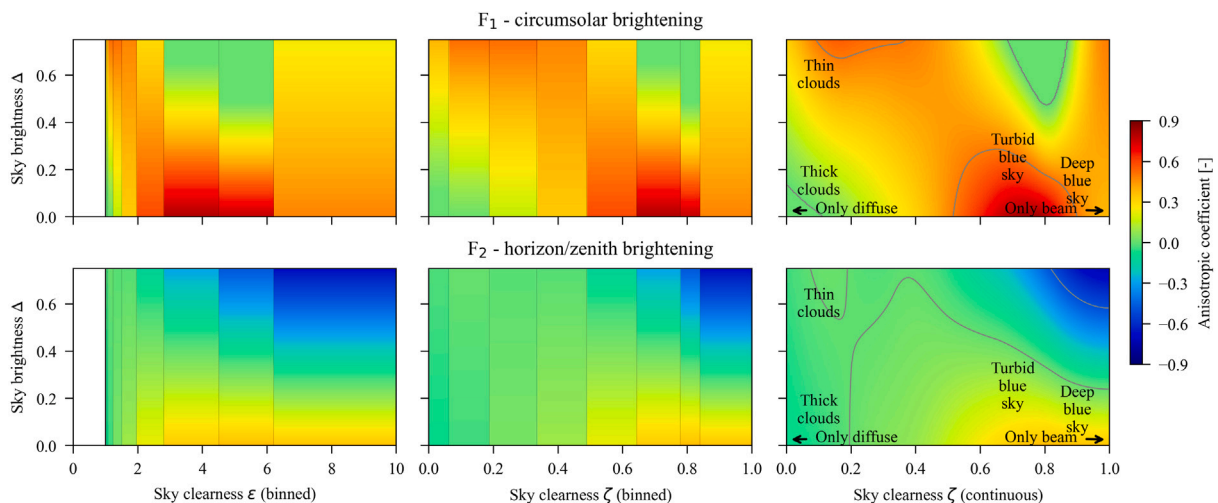 F₁ - circumsolar brightening
Sky brightness Δ
0.6
0.4
0.2
0.0
Thin
clouds
Thick
clouds
Turbid
blue
sky
Deep
blue
sky
← Only diffuse
Only beam →
F₂ - horizon/zenith brightening
Sky brightness Δ
0.6
0.4
0.2
0.0
Thin
clouds
Thick
clouds
Turbid
blue
sky
Deep
blue
sky
← Only diffuse
Only beam →
0 2 4 6 8 10
Sky clearness ε (binned)
0.0 0.2 0.4 0.6 0.8 1.0
Sky clearness ζ (binned)
0.0 0.2 0.4 0.6 0.8 1.0
Sky clearness ζ (continuous)
0.9
0.6
0.3
0.0
−0.3
−0.6
−0.9
Anisotropic coefficient [-]